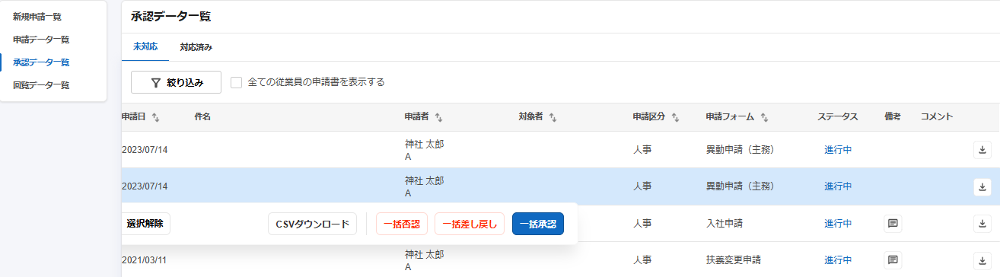 新規申請一覧
申請データ一覧
承認データ一覧
回覧データ一覧
承認データ一覧
未対応 対応済み
絞り込み 全ての従業員の申請書を表示する
申請日 件名 申請者 対象者 申請区分 申請フォーム ステータス 備考 コメント
2023/07/14 神社 太郎 人事 異動申請（主務） 進行中
A
2023/07/14 神社 太郎 人事 異動申請（主務） 進行中
A
選択解除 CSVダウンロード 一括否認 一括差し戻し 一括承認 人事 入社申請 進行中
2021/03/11 神社 太郎 人事 扶養変更申請 進行中
A